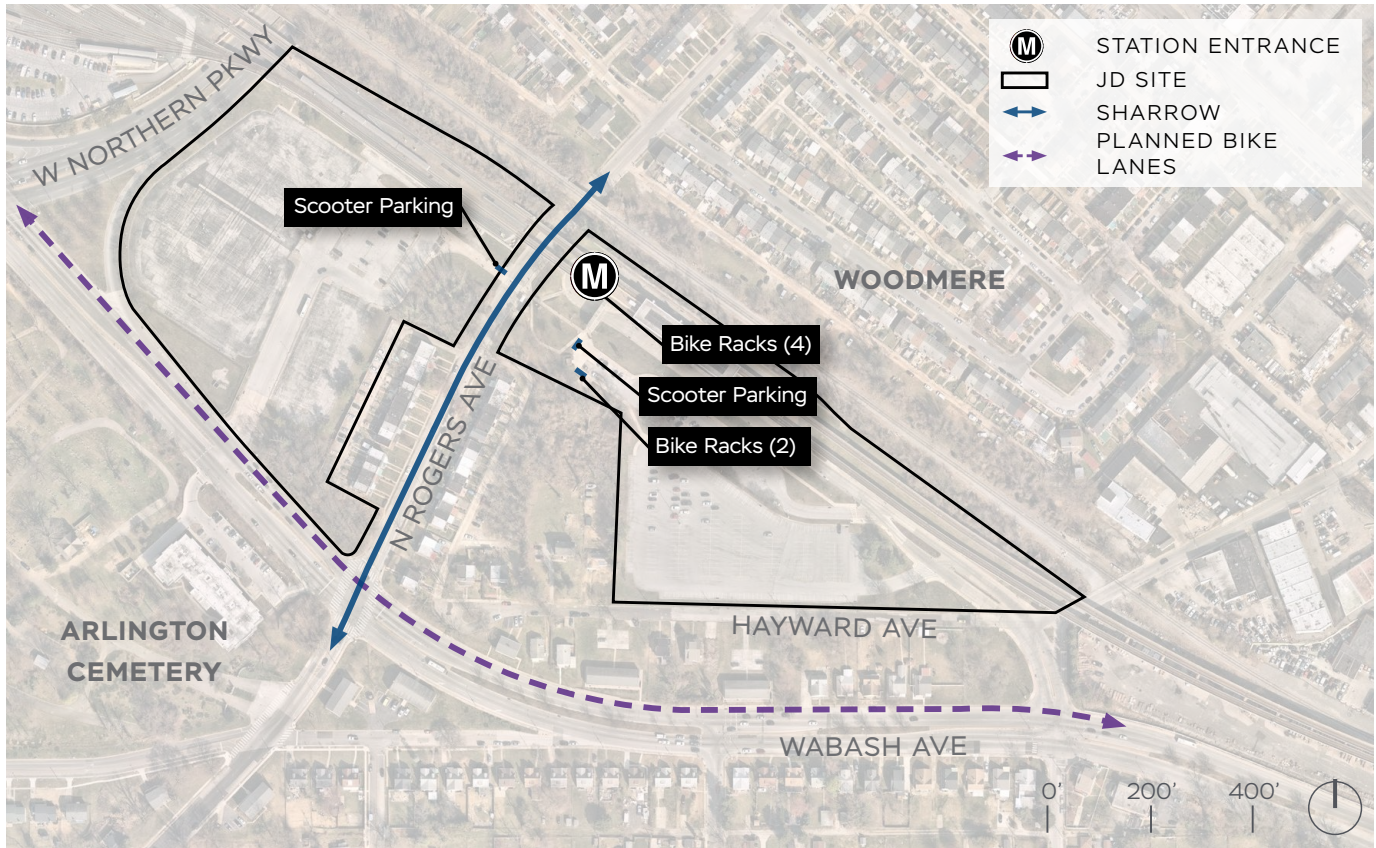 M
STATION ENTRANCE
JD SITE
SHARROW
PLANNED BIKE
LANES
W NORTHERN PKWY
Scooter Parking
M
WOODMERE
Bike Racks (4)
Scooter Parking
Bike Racks (2)
N ROGERS AVE
ARLINGTON
CEMETERY
HAYWARD AVE
WABASH AVE
0' 200' 400'